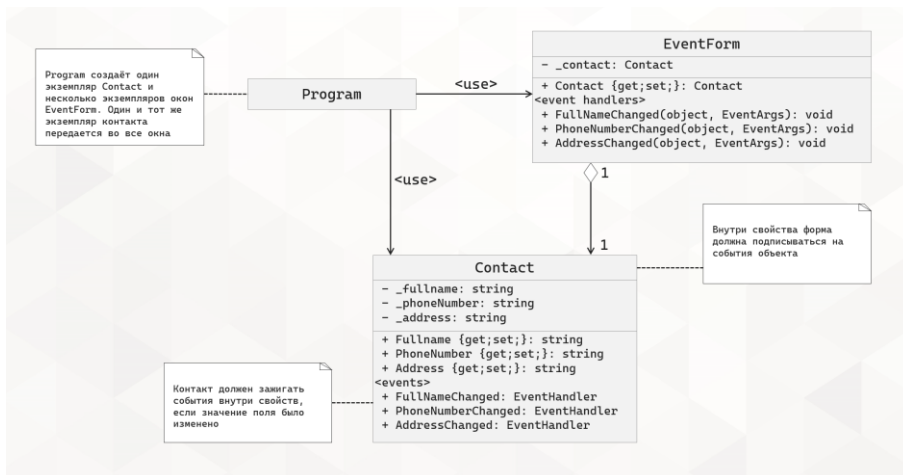 Program создаёт один
экземпляр Contact и
несколько экземпляров окон
EventForm. Один и тот же
экземпляр контакта
передается во все окна
Program
<use>
EventForm
- _contact: Contact
+ Contact {get;set;}: Contact
<event handlers>
+ FullNameChanged(object, EventArgs): void
+ PhoneNumberChanged(object, EventArgs): void
+ AddressChanged(object, EventArgs): void
1
<use>
1
Внутри свойства форма
должна подписываться на
события объекта
Contact
- _fullname: string
- _phoneNumber: string
- _address: string
+ Fullname {get;set;}: string
+ PhoneNumber {get;set;}: string
+ Address {get;set;}: string
<events>
+ FullNameChanged: EventHandler
+ PhoneNumberChanged: EventHandler
+ AddressChanged: EventHandler
Контакт должен зажигать
события внутри свойств,
если значение поля было
изменено